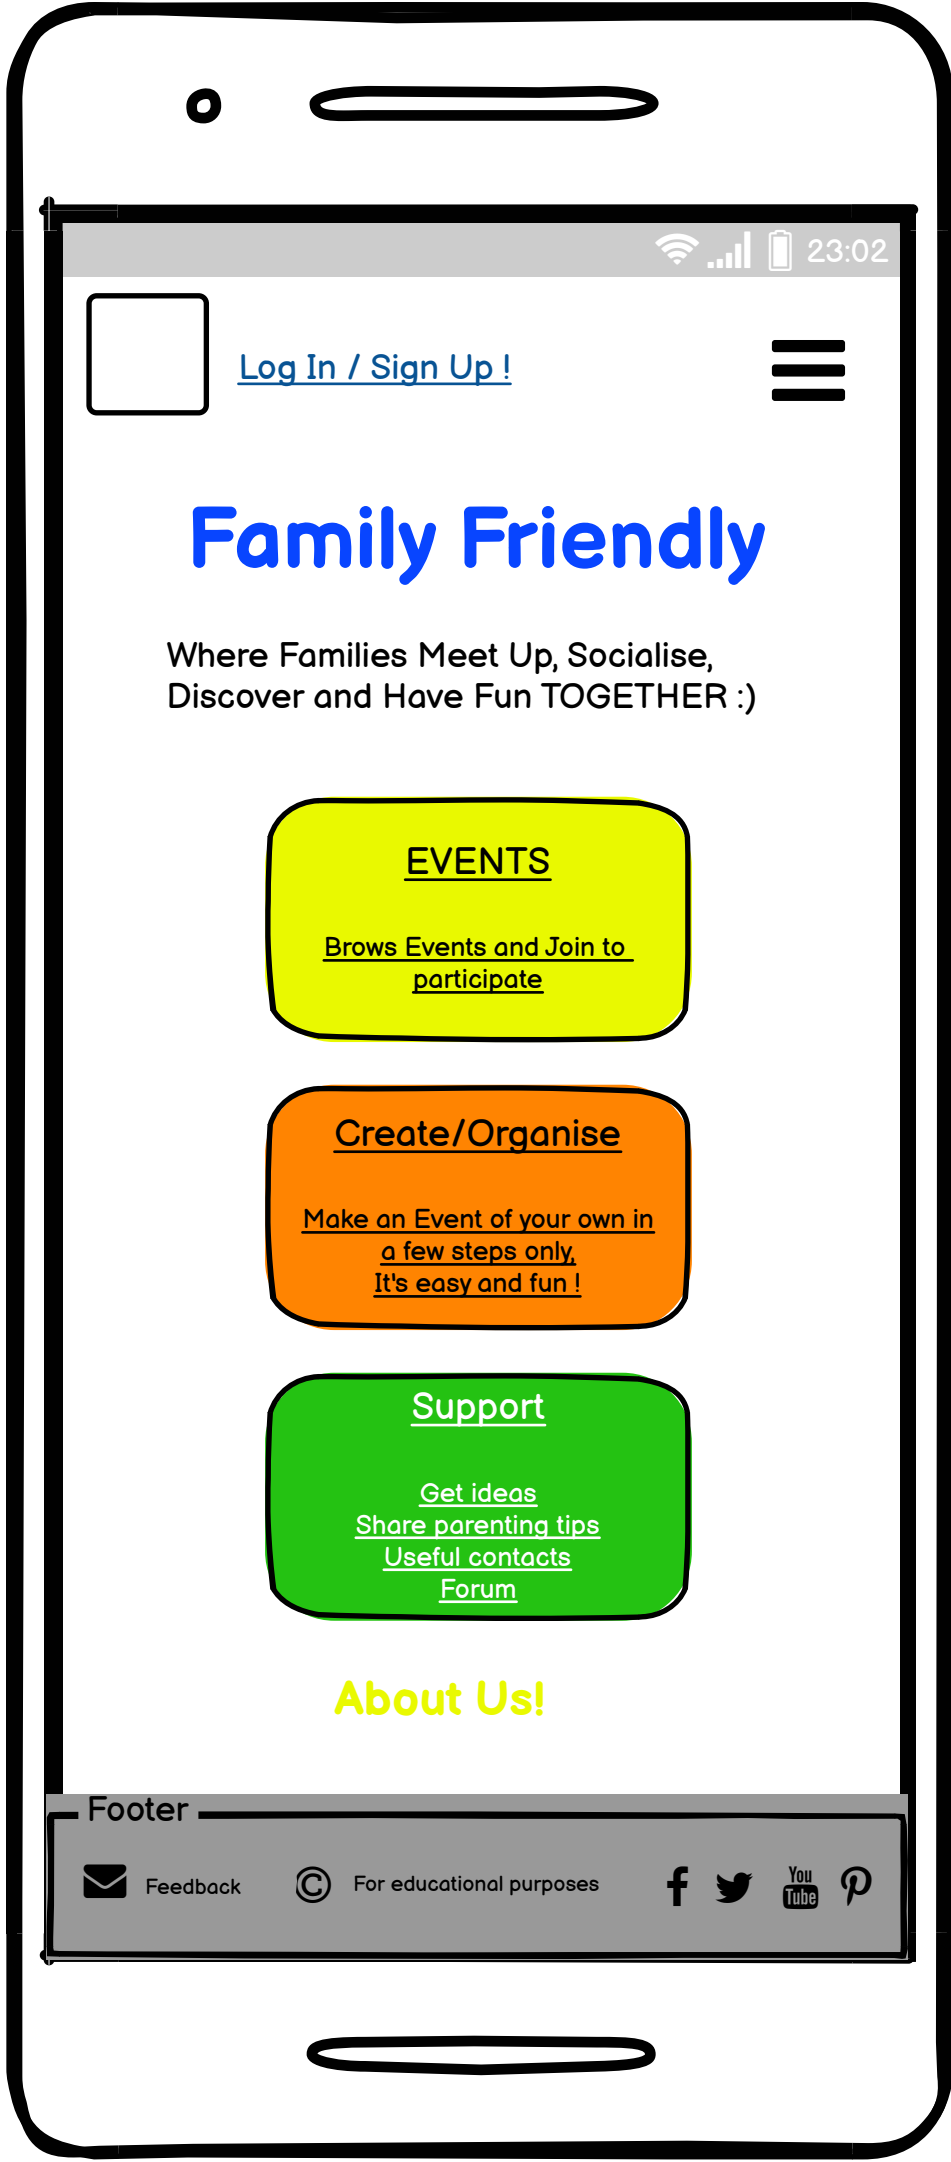 23:02
Log In / Sign Up !
Family Friendly
Where Families Meet Up, Socialise,
Discover and Have Fun TOGETHER :)
EVENTS
Brows Events and Join to
participate
Create/Organise
Make an Event of your own in
a few steps only,
It's easy and fun !
Support
Get ideas
Share parenting tips
Useful contacts
Forum
About Us!
Footer
Feedback
© For educational purposes
You
Tube